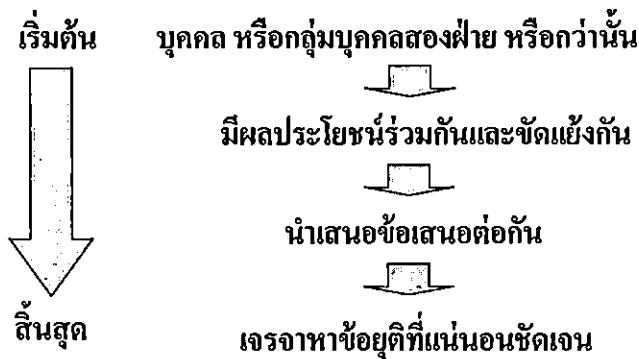 เริ่มต้น
บุคคล หรือกลุ่มบุคคลสองฝ่าย หรือกว่านั้น
มีผลประโยชน์ร่วมกันและขัดแย้งกัน
นำเสนอข้อเสนอต่อกัน
สิ้นสุด
เจรจาหาข้อยุติที่แน่นอนชัดเจน